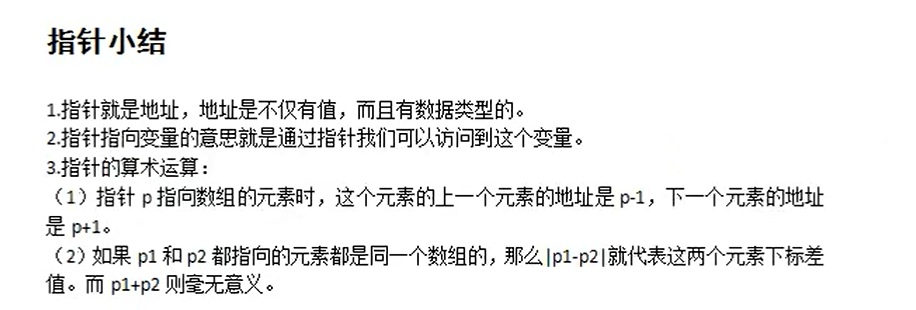 指针小结
1.指针就是地址，地址是不仅有值，而且有数据类型的。
2.指针指向变量的意思就是通过指针我们可以访问到这个变量。
3.指针的算术运算：
（1）指针 p 指向数组的元素时，这个元素的上一个元素的地址是 p-1，下一个元素的地址
是 p+1。
（2）如果 p1 和 p2 都指向的元素都是同一个数组的，那么|p1-p2|就代表这两个元素下标差
值。而 p1+p2 则毫无意义。